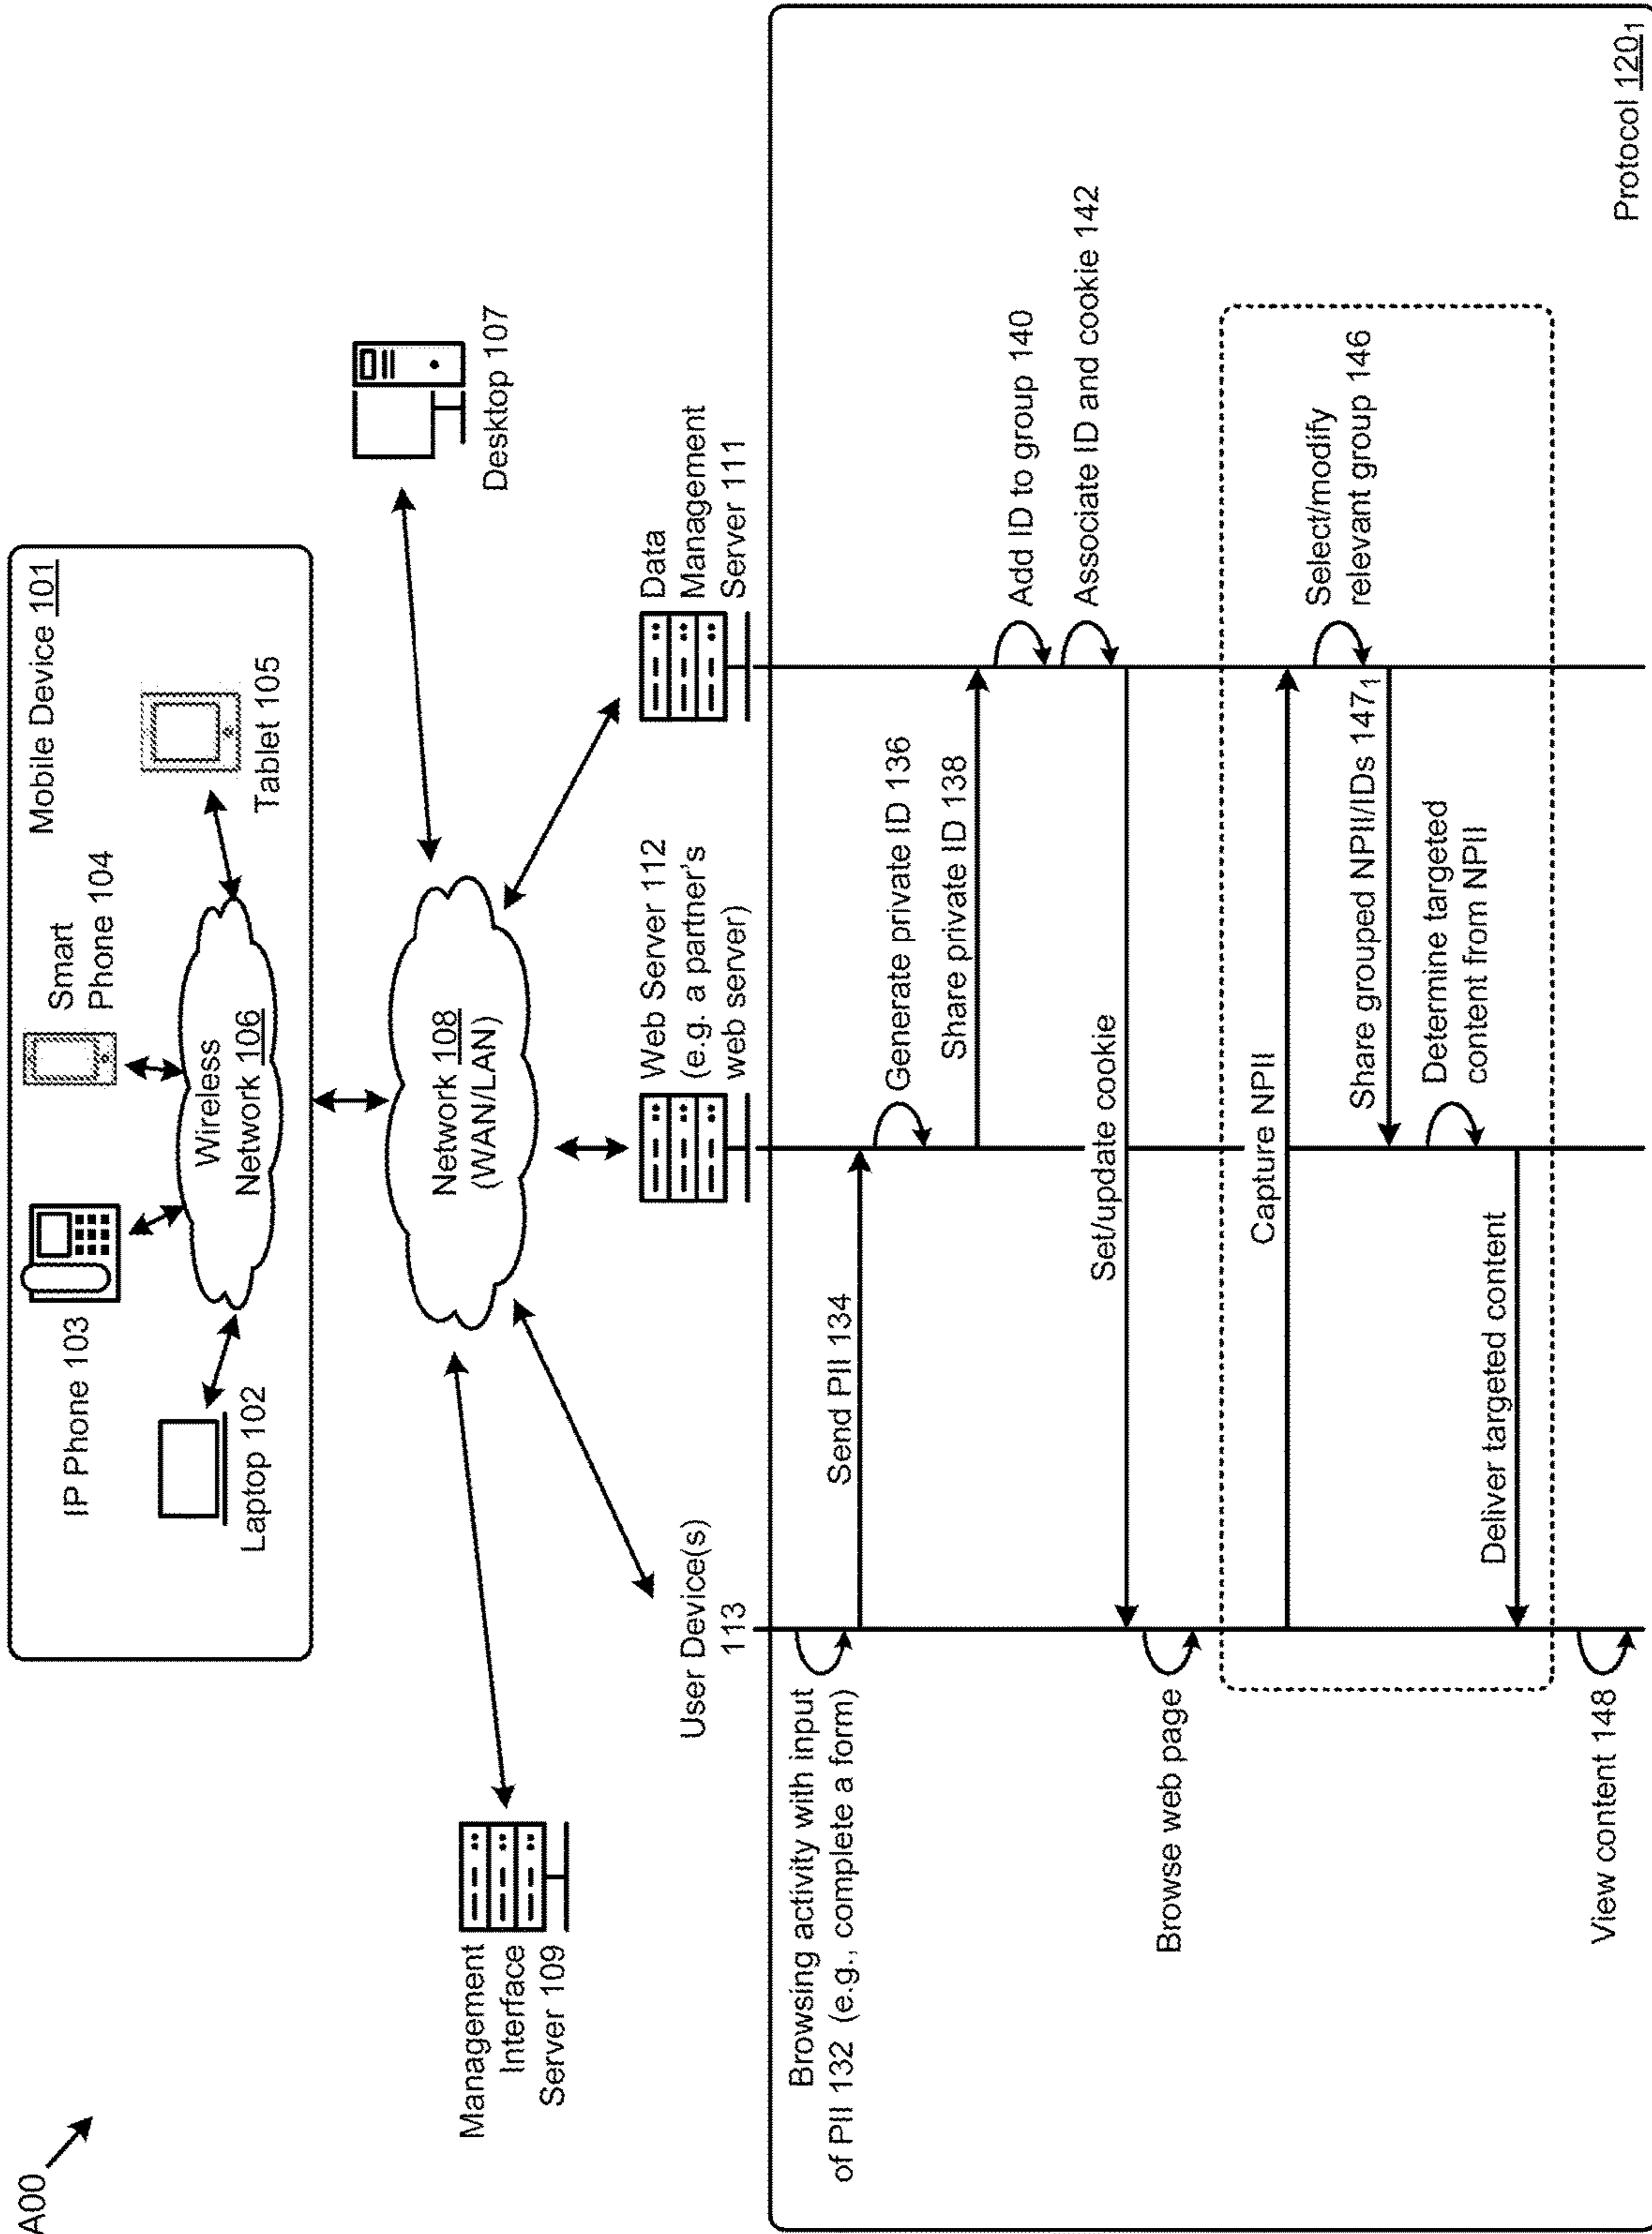 A00
Mobile Device 101
IP Phone 103
Smart
Phone 104
Wireless
Network 106
Laptop 102
Tablet 105
Network 108
(WAN/LAN)
Desktop 107
Management
Interface
Server 109
User Device(s)
113
Web Server 112
(e.g. a partner's
web server)
Data
Management
Server 111
Browsing activity with input
of PII 132 (e.g., complete a form)
Send PII 134
Generate private ID 136
Share private ID 138
Add ID to group 140
Associate ID and cookie 142
Set/update cookie
Browse web page
Capture NPII
Select/modify
relevant group 146
Share grouped NPII/IDs 147₁
Determine targeted
content from NPII
Deliver targeted content
View content 148
Protocol 120₁